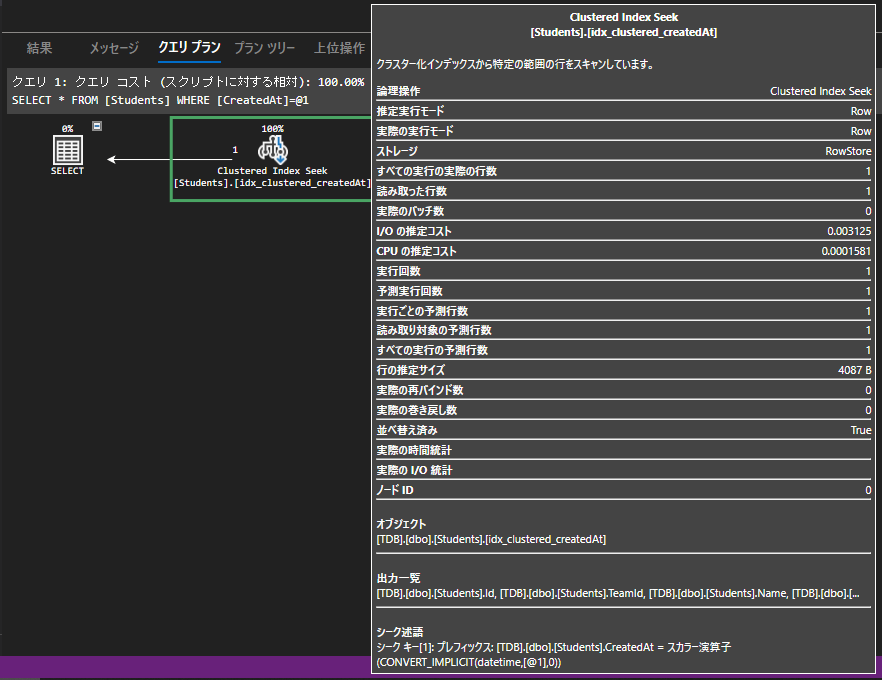 結果 メッセージ クエリ プラン プラン ツリー 上位操作
クエリ 1: クエリ コスト (スクリプトに対する相対): 100.00%
SELECT * FROM [Students] WHERE [CreatedAt]=@1
0%
SELECT
1
100%
Clustered Index Seek
[Students].[idx_clustered_createdAt]
Clustered Index Seek
[Students].[idx_clustered_createdAt]
クラスター化インデックスから特定の範囲の行をスキャンしています。
論理操作 Clustered Index Seek
推定実行モード Row
実際の実行モード Row
ストレージ RowStore
すべての実行の実際の行数 1
読み取った行数 1
実際のバッチ数 0
I/O の推定コスト 0.003125
CPU の推定コスト 0.0001581
実行回数 1
予測実行回数 1
実行ごとの予測行数 1
読み取り対象の予測行数 1
すべての実行の予測行数 1
行の推定サイズ 4087 B
実際の再バインド数 0
実際の巻き戻し数 0
並べ替え済み True
実際の時間統計
実際の I/O 統計
ノード ID 0
オブジェクト
[TDB].[dbo].[Students].[idx_clustered_createdAt]
出力一覧
[TDB].[dbo].[Students].Id, [TDB].[dbo].[Students].TeamId, [TDB].[dbo].[Students].Name, [TDB].[dbo].[...
シーク述語
シーク キー[1]: プレフィックス: [TDB].[dbo].[Students].CreatedAt = スカラー演算子
(CONVERT_IMPLICIT(datetime,[@1],0))